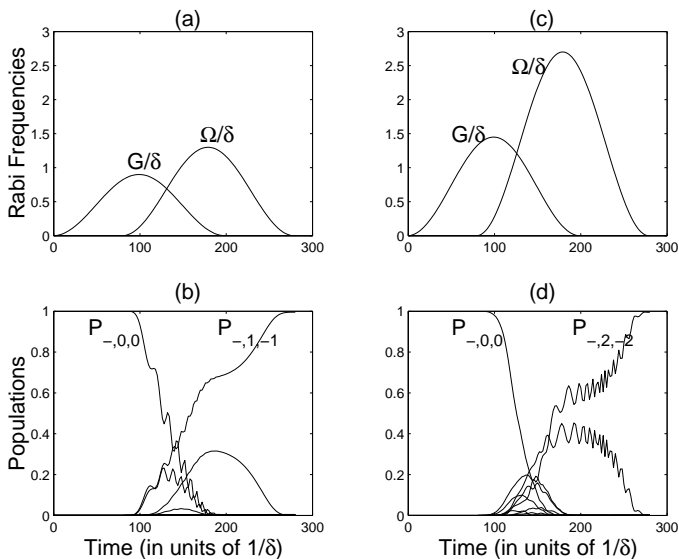 (a)
3
2.5
2
1.5
1
0.5
0
0
100
200
300
Rabi Frequencies
G/δ
Ω/δ
(c)
3
2.5
2
1.5
1
0.5
0
0
100
200
300
G/δ
Ω/δ
(b)
1
0.8
0.6
0.4
0.2
0
0
100
200
300
Populations
P_{-,0,0}
P_{-,1,-1}
Time (in units of 1/δ)
(d)
1
0.8
0.6
0.4
0.2
0
0
100
200
300
P_{-,0,0}
P_{-,2,-2}
Time (in units of 1/δ)